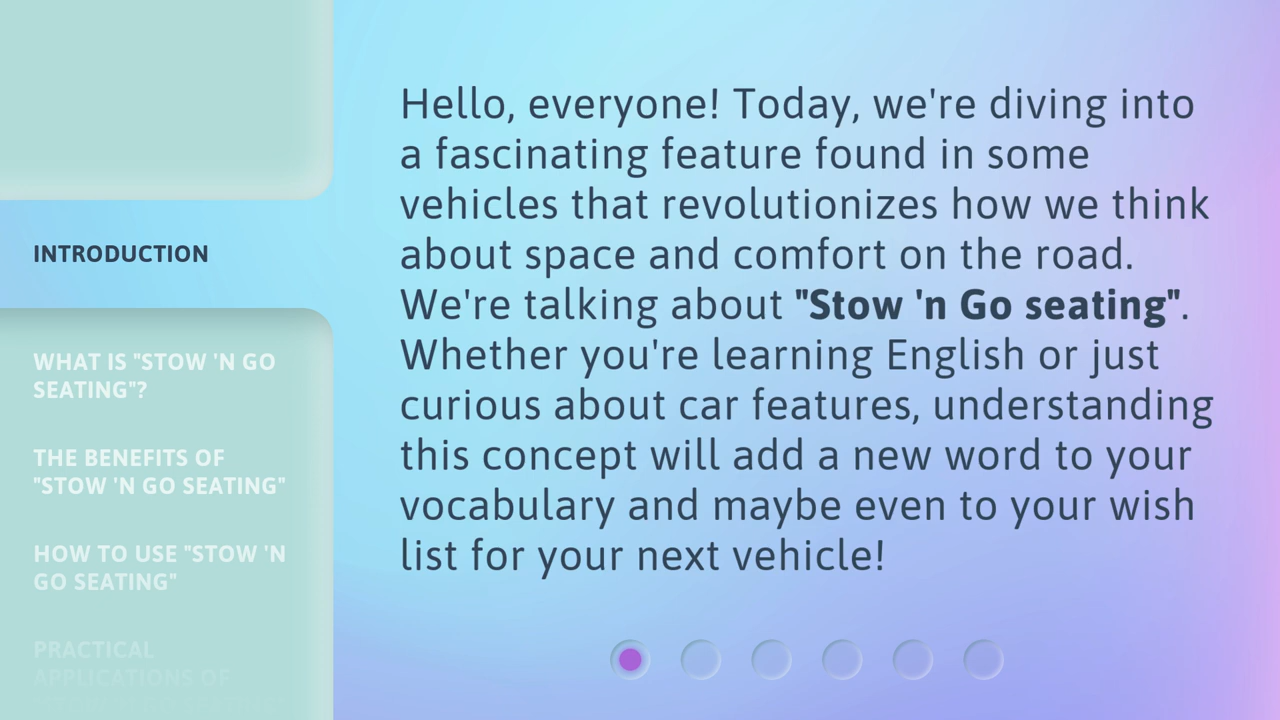 INTRODUCTION
WHAT IS "STOW 'N GO
SEATING"?
THE BENEFITS OF
"STOW 'N GO SEATING"
HOW TO USE "STOW 'N
GO SEATING"
PRACTICAL
APPLICATIONS OF
Hello, everyone! Today, we're diving into
a fascinating feature found in some
vehicles that revolutionizes how we think
about space and comfort on the road.
We're talking about "Stow 'n Go seating".
Whether you're learning English or just
curious about car features, understanding
this concept will add a new word to your
vocabulary and maybe even to your wish
list for your next vehicle!